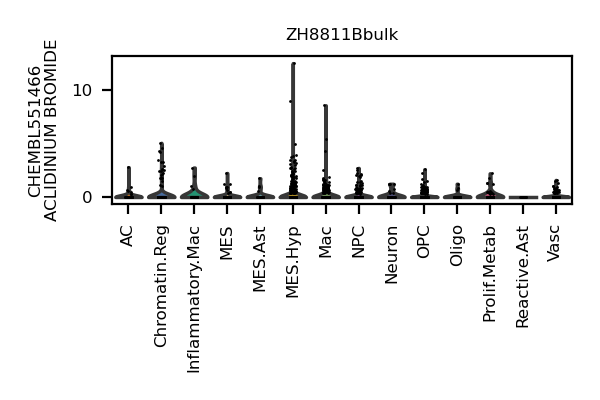 ZH8811Bbulk
CHEMBL551466
ACLIDINIUM BROMIDE
10
0
AC
Chromatin.Reg
Inflammatory.Mac
MES
MES.Ast
MES.Hyp
Mac
NPC
Neuron
OPC
Oligo
Prolif.Metab
Reactive.Ast
Vasc